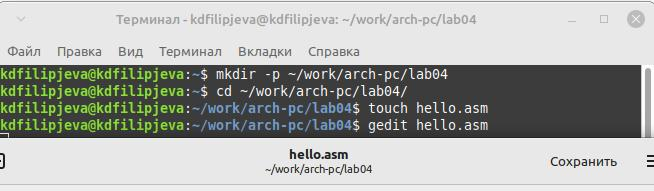 Терминал - kdfilipjeva@kdfilipjeva: ~/work/arch-pc/lab04
Файл Правка Вид Терминал Вкладки Справка
kdfilipjeva@kdfilipjeva:~$ mkdir -p ~/work/arch-pc/lab04
kdfilipjeva@kdfilipjeva:~$ cd ~/work/arch-pc/lab04/
kdfilipjeva@kdfilipjeva:~/work/arch-pc/lab04$ touch hello.asm
kdfilipjeva@kdfilipjeva:~/work/arch-pc/lab04$ gedit hello.asm
hello.asm
~/work/arch-pc/lab04
Сохранить